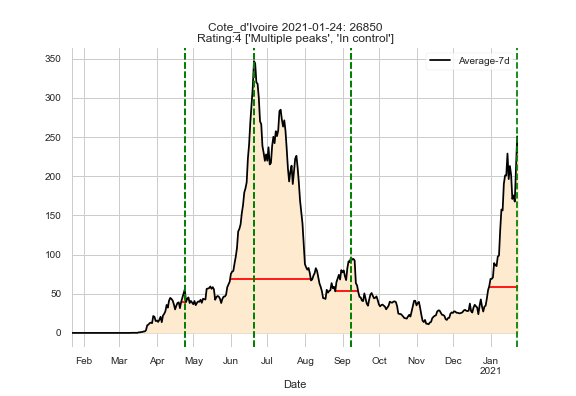 Cote_d'Ivoire 2021-01-24: 26850
Rating:4 ['Multiple peaks', 'In control']
Average-7d
350
300
250
200
150
100
50
0
Feb Mar Apr May Jun Jul Aug Sep Oct Nov Dec Jan
2021
Date